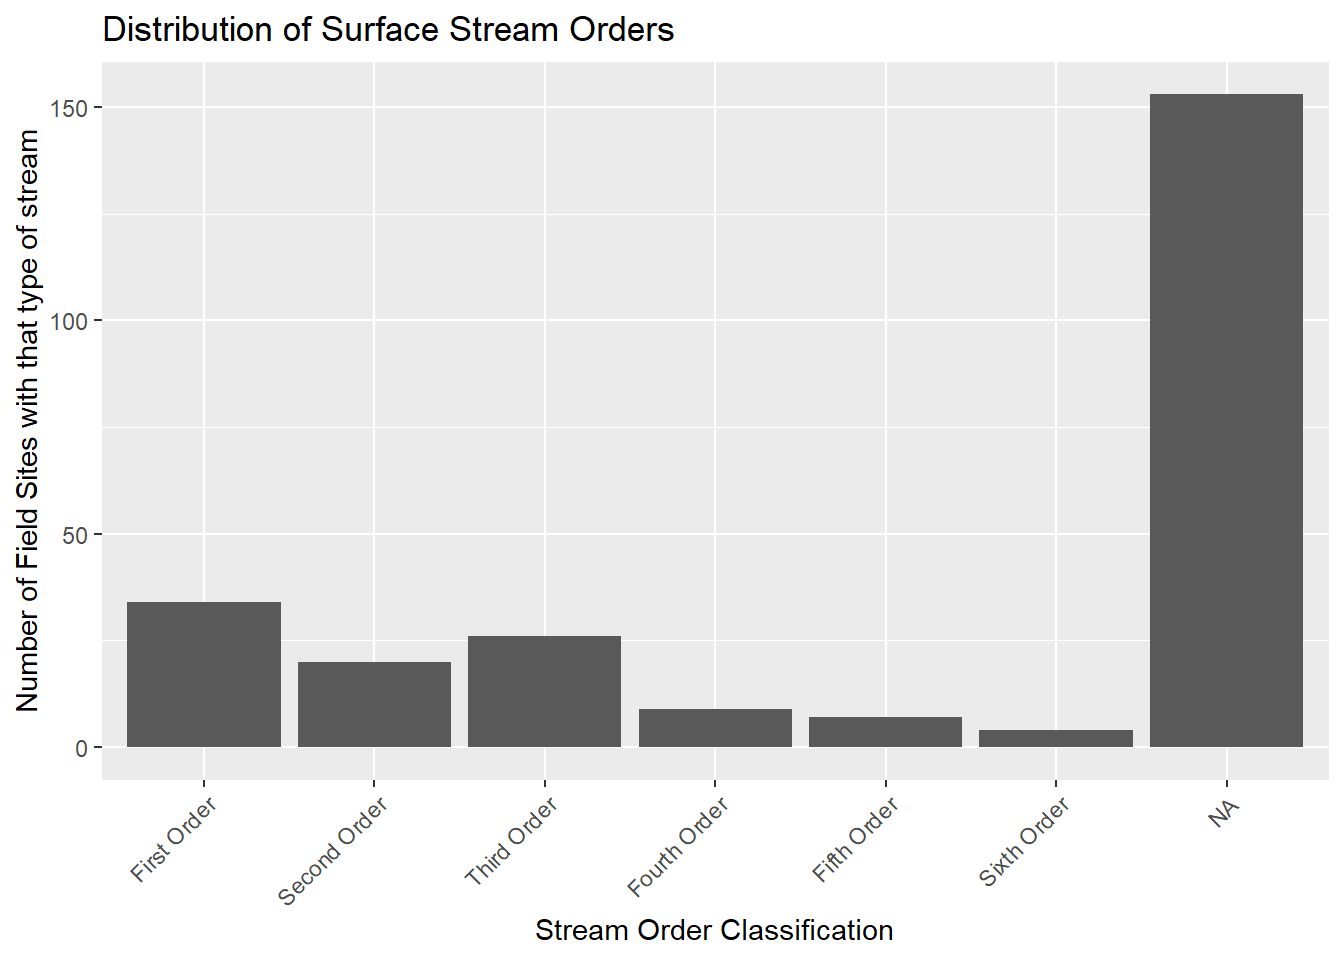 Distribution of Surface Stream Orders
Number of Field Sites with that type of stream
150
100
50
0
First Order
Second Order
Third Order
Fourth Order
Fifth Order
Sixth Order
NA
Stream Order Classification